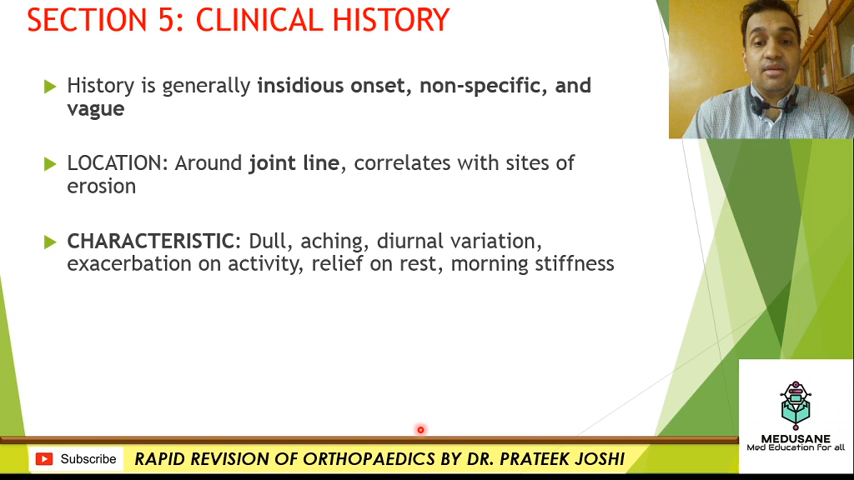 SECTION 5: CLINICAL HISTORY
History is generally insidious onset, non-specific, and
vague
LOCATION: Around joint line, correlates with sites of
erosion
CHARACTERISTIC: Dull, aching, diurnal variation,
exacerbation on activity, relief on rest, morning stiffness
MEDUSANE
Med Education for all
Subscribe
RAPID REVISION OF ORTHOPAEDICS BY DR. PRATEEK JOSHI